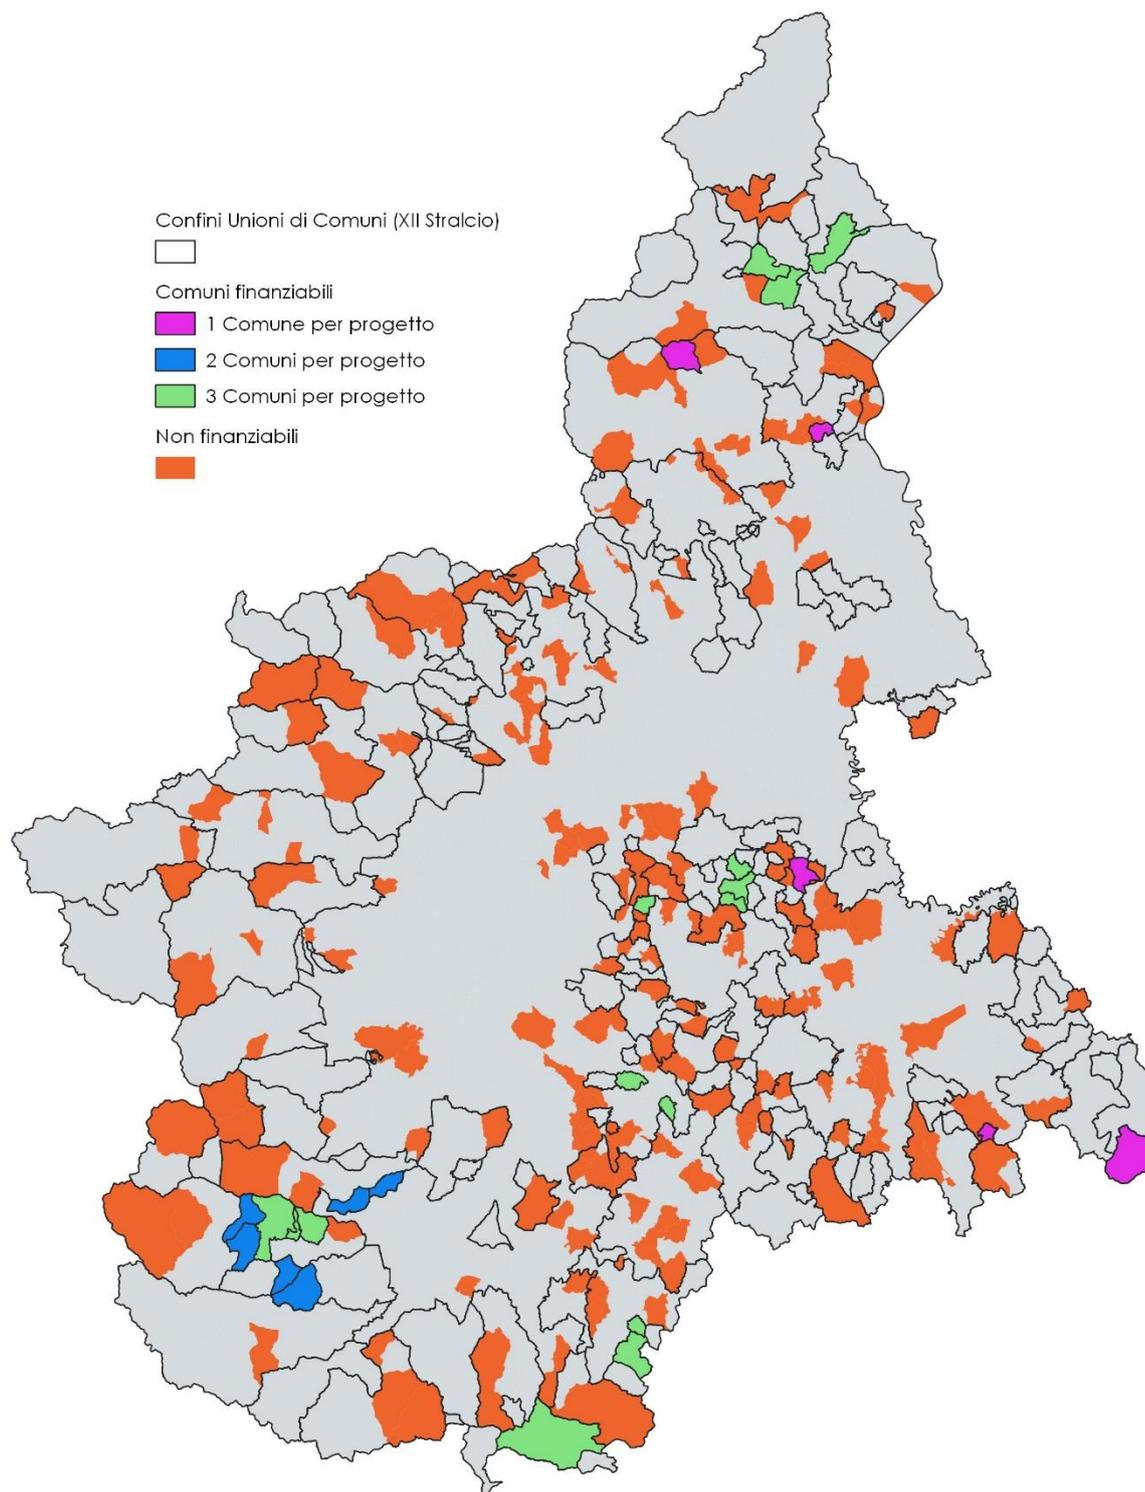 Confini Unioni di Comuni (XII Stralcio)
Comuni finanziabili
1 Comune per progetto
2 Comuni per progetto
3 Comuni per progetto
Non finanziabili